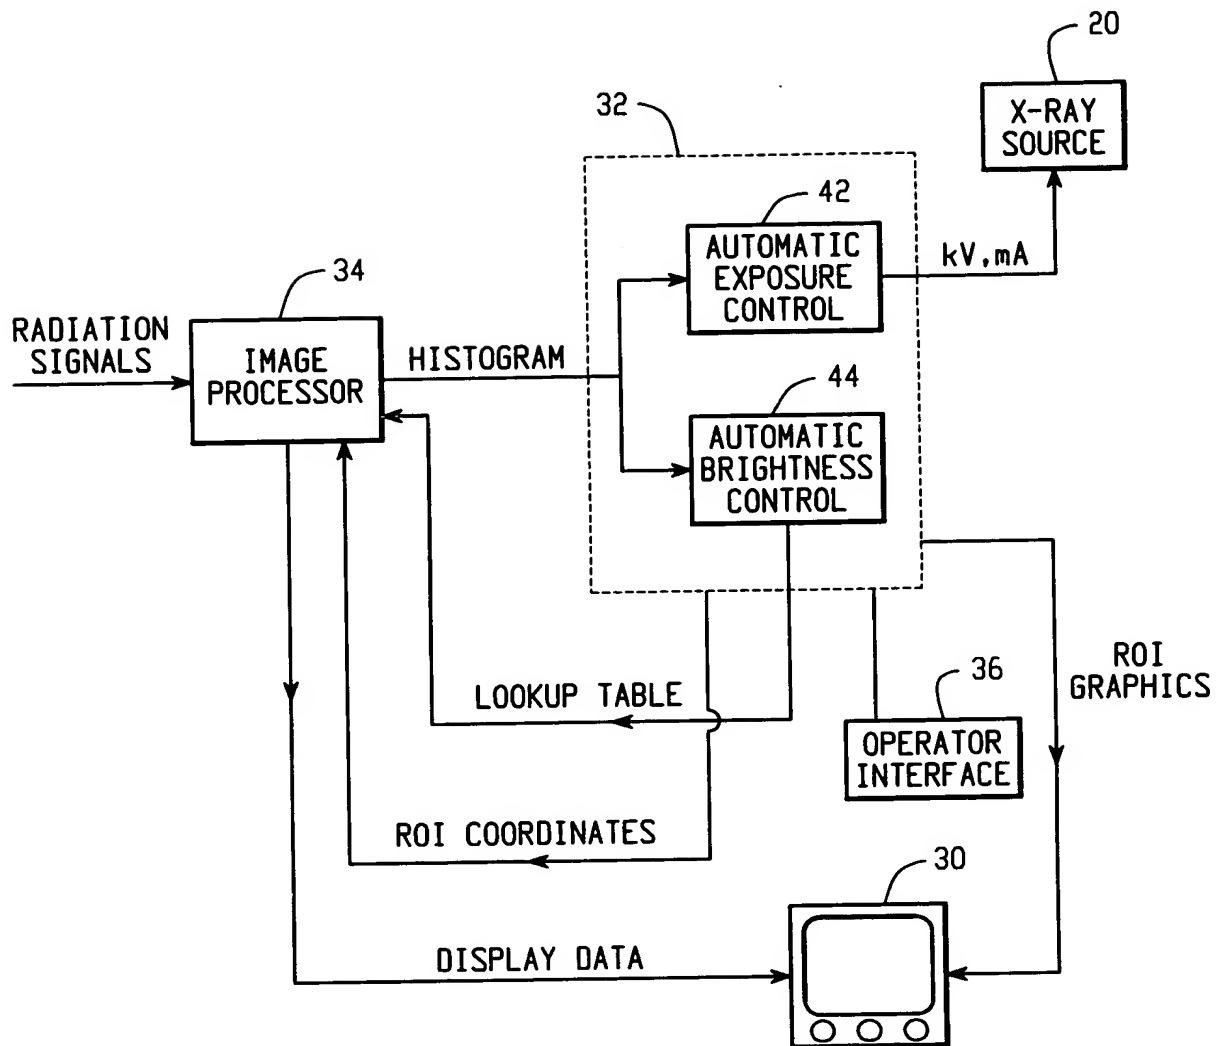 20
X-RAY
SOURCE
32
42
AUTOMATIC
EXPOSURE
CONTROL
kV,mA
34
RADIATION
SIGNALS
IMAGE
PROCESSOR
HISTOGRAM
44
AUTOMATIC
BRIGHTNESS
CONTROL
ROI
GRAPHICS
LOOKUP TABLE
36
OPERATOR
INTERFACE
ROI COORDINATES
30
DISPLAY DATA